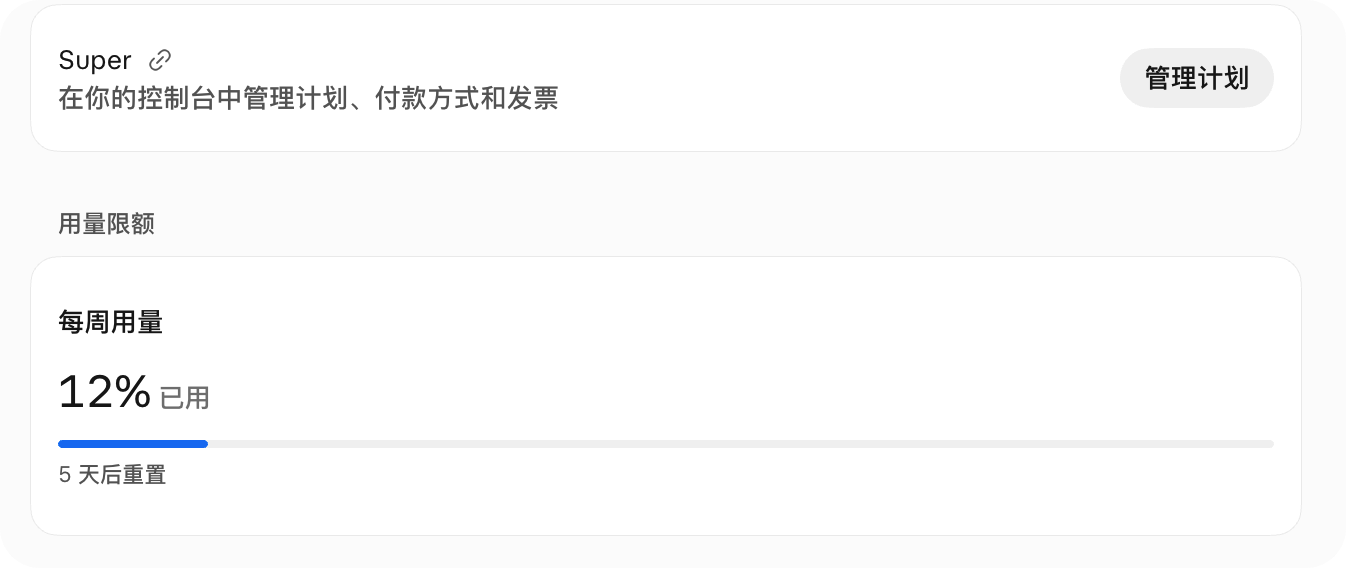 Super
在你的控制台中管理计划、付款方式和发票
管理计划
用量限额
每周用量
12% 已用
5 天后重置